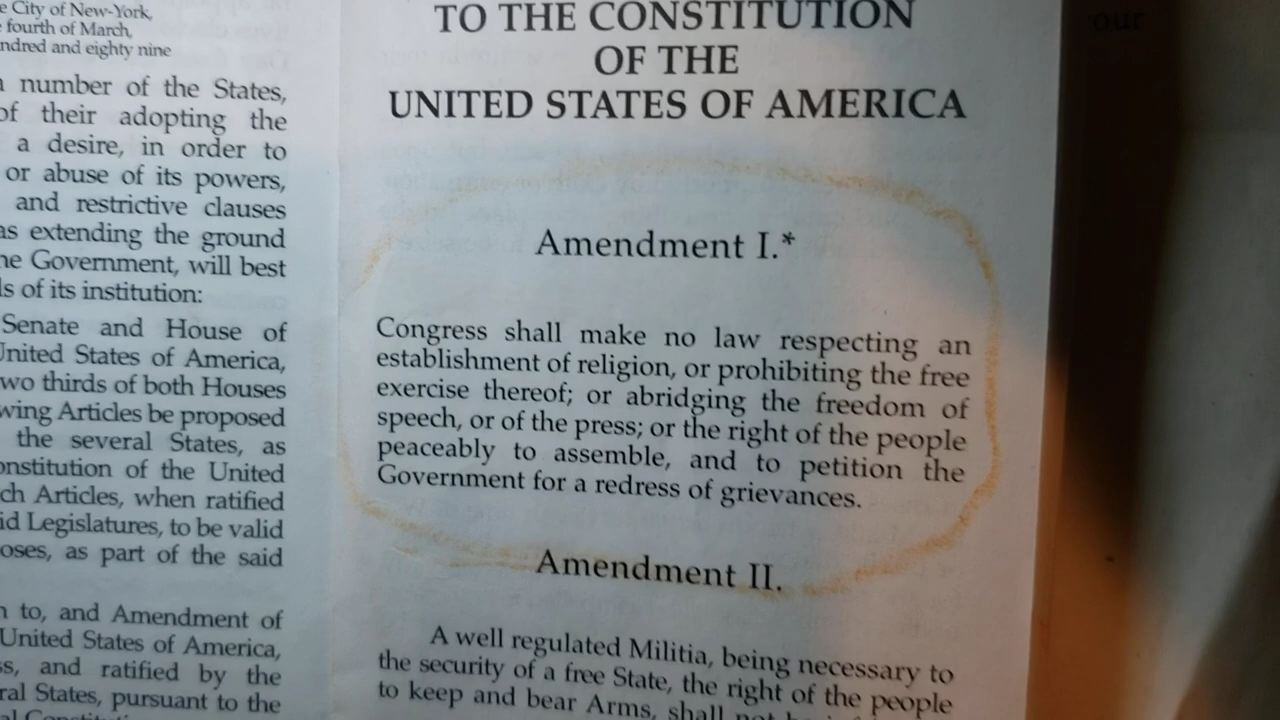 e City of New-York,
fourth of March,
ndred and eighty nine
number of the States,
of their adopting the
a desire, in order to
or abuse of its powers,
and restrictive clauses
as extending the ground
he Government, will best
ls of its institution:
Senate and House of
United States of America,
two thirds of both Houses
wing Articles be proposed
the several States, as
onstitution of the United
ch Articles, when ratified
id Legislatures, to be valid
oses, as part of the said
n to, and Amendment of
United States of America,
ss, and ratified by the
ral States, pursuant to the
TO THE CONSTITUTION
OF THE
UNITED STATES OF AMERICA
Amendment I.*
Congress shall make no law respecting an
establishment of religion, or prohibiting the free
exercise thereof; or abridging the freedom of
speech, or of the press; or the right of the people
peaceably to assemble, and to petition the
Government for a redress of grievances.
Amendment II.
A well regulated Militia, being necessary to
the security of a free State, the right of the people
to keep and bear Arms, shall not
our